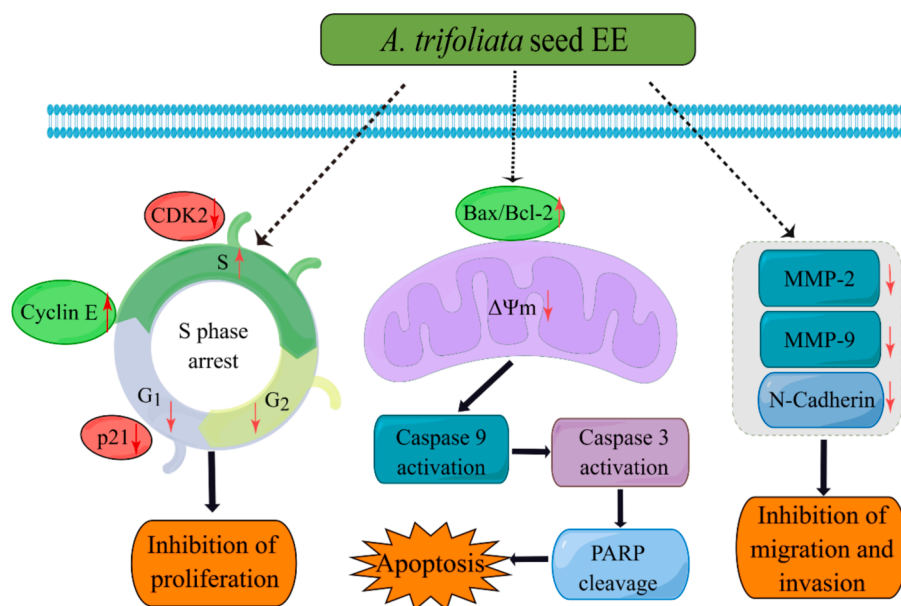 A. trifoliata seed EE
CDK2
S
Cyclin E
S phase
arrest
G1
G2
p21
Inhibition of
proliferation
Bax/Bcl-2
ΔΨm
Caspase 9
activation
Caspase 3
activation
PARP
cleavage
Apoptosis
MMP-2
MMP-9
N-Cadherin
Inhibition of
migration and
invasion